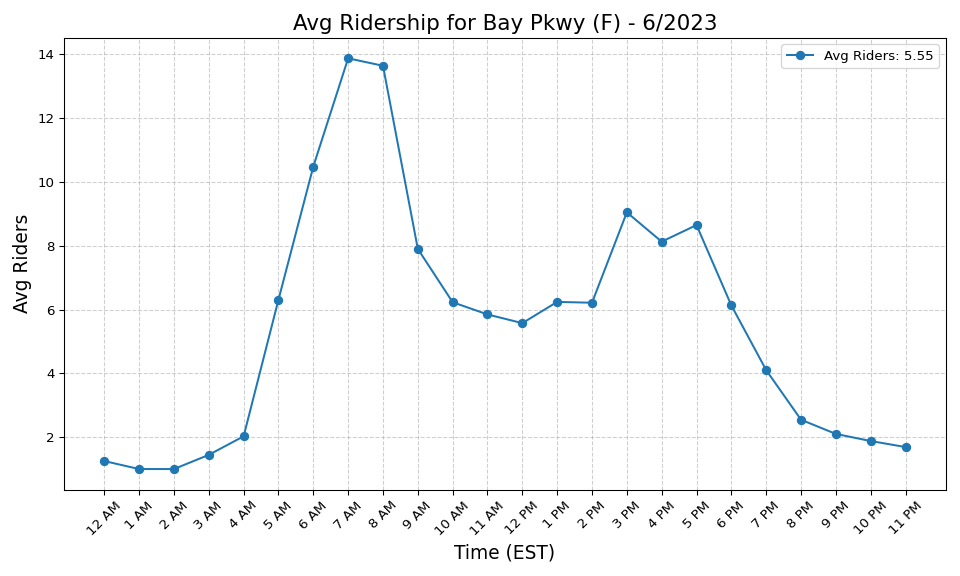 Avg Ridership for Bay Pkwy (F) - 6/2023
Avg Riders: 5.55
14
12
10
8
6
4
2
Avg Riders
12 AM
1 AM
2 AM
3 AM
4 AM
5 AM
6 AM
7 AM
8 AM
9 AM
10 AM
11 AM
12 PM
1 PM
2 PM
3 PM
4 PM
5 PM
6 PM
7 PM
8 PM
9 PM
10 PM
11 PM
Time (EST)